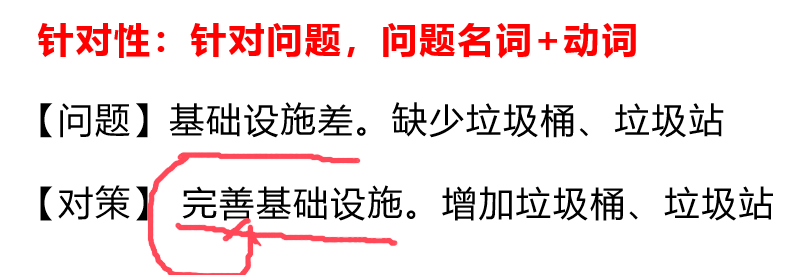 针对性：针对问题，问题名词+动词
【问题】基础设施差。缺少垃圾桶、垃圾站
【对策】 完善基础设施。增加垃圾桶、垃圾站